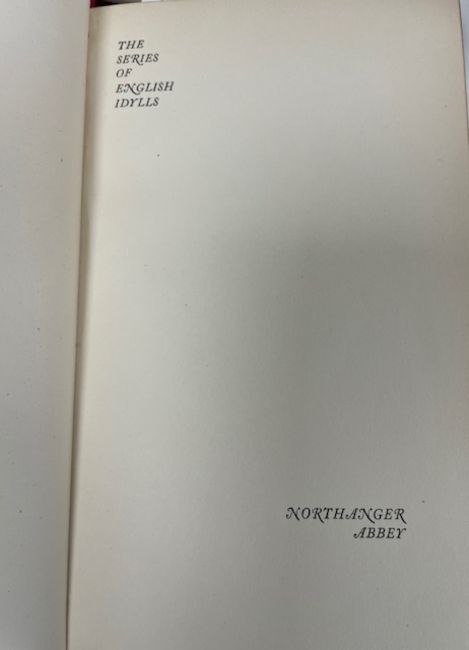 THE
SERIES
OF
ENGLISH
IDYLLS
NORTHANGER
ABBEY